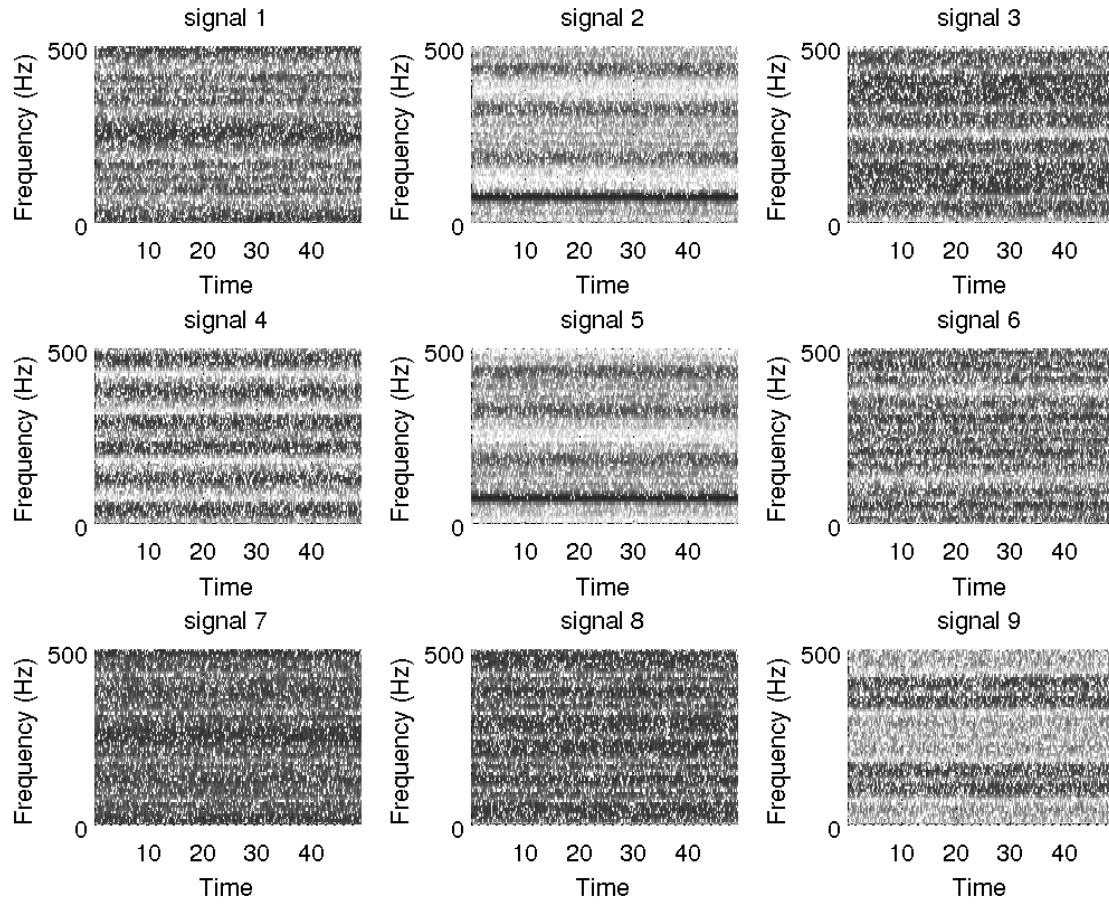 signal 1
signal 2
signal 3
500
500
500
Frequency (Hz)
Frequency (Hz)
Frequency (Hz)
0
0
0
10 20 30 40
10 20 30 40
10 20 30 40
Time
Time
Time
signal 4
signal 5
signal 6
500
500
500
Frequency (Hz)
Frequency (Hz)
Frequency (Hz)
0
0
0
10 20 30 40
10 20 30 40
10 20 30 40
Time
Time
Time
signal 7
signal 8
signal 9
500
500
500
Frequency (Hz)
Frequency (Hz)
Frequency (Hz)
0
0
0
10 20 30 40
10 20 30 40
10 20 30 40
Time
Time
Time